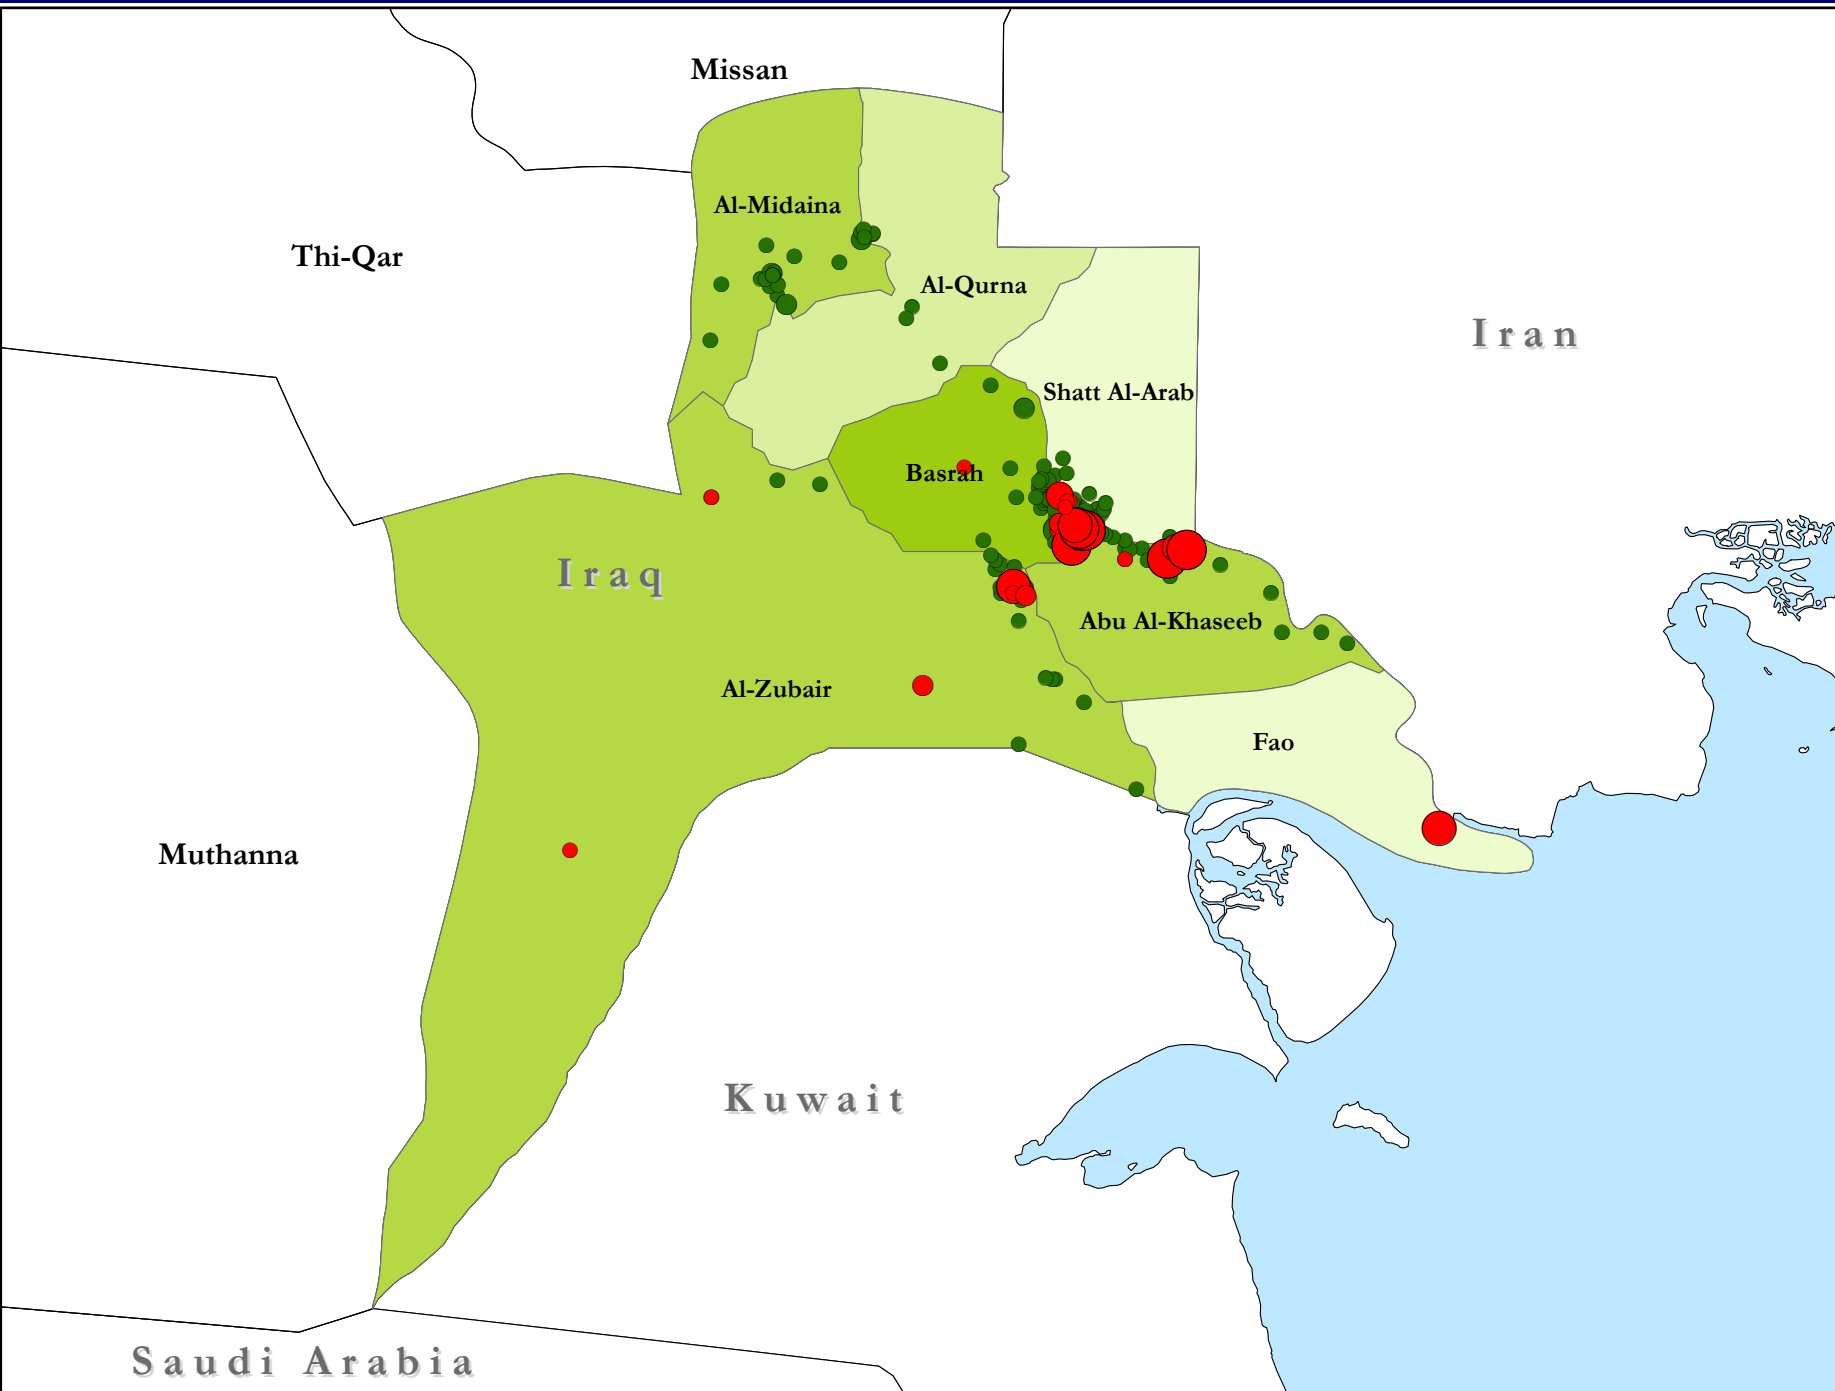 Missan
Al-Midaina
Thi-Qar
Al-Qurna
Iran
Shatt Al-Arab
Basrah
Iraq
Abu Al-Khaseeb
Al-Zubair
Fao
Muthanna
Kuwait
Saudi Arabia